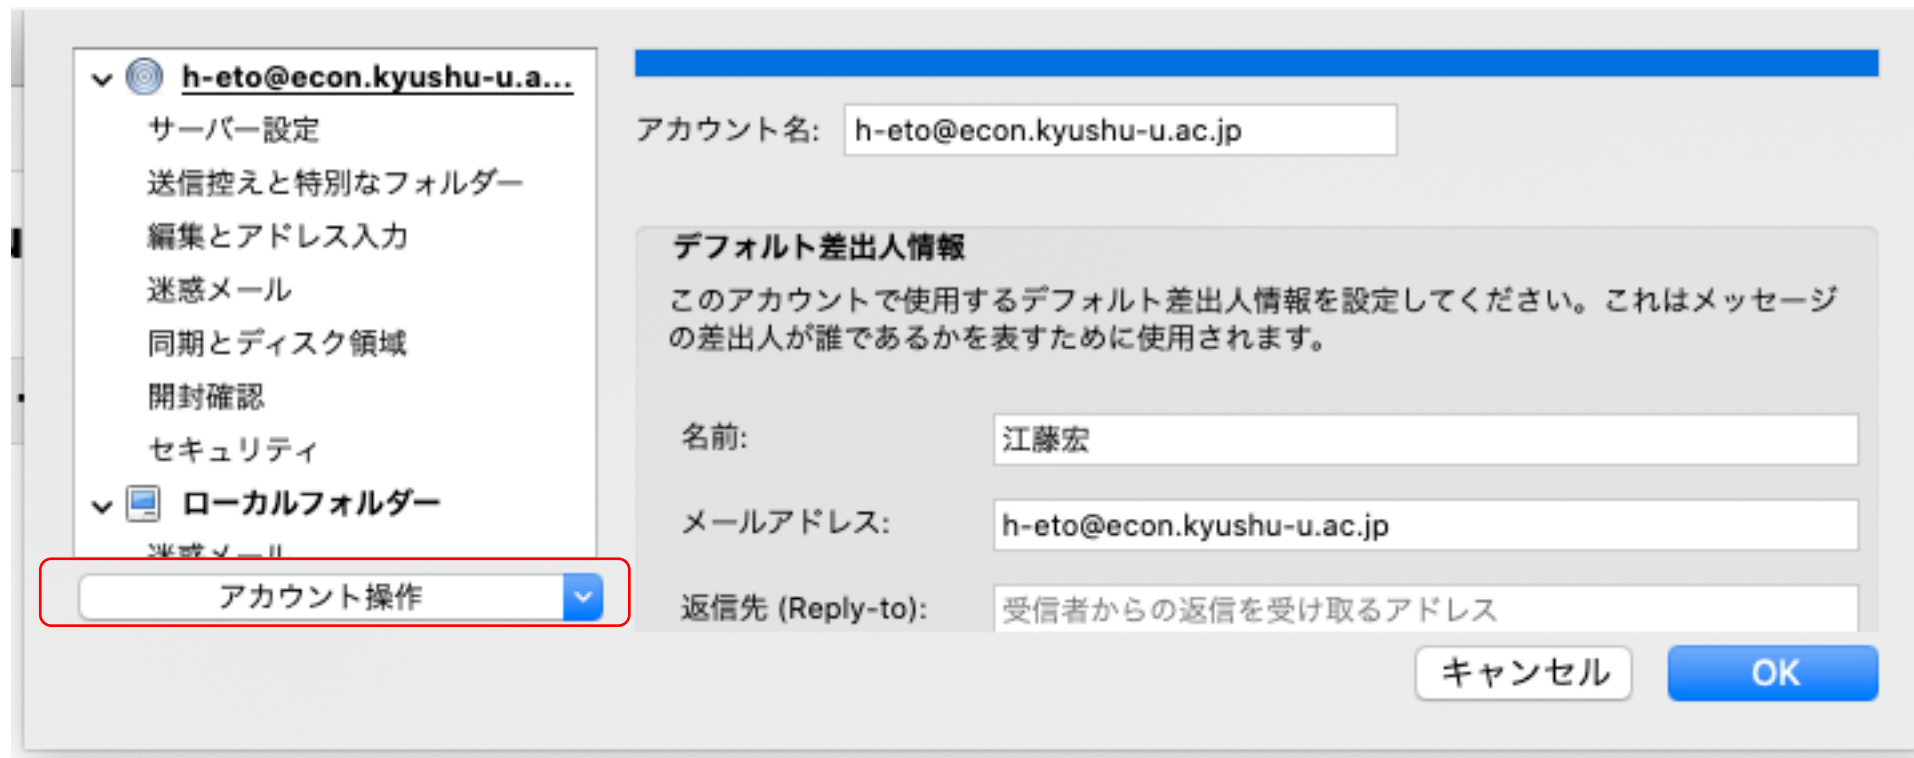 h-eto@econ.kyushu-u.a...
サーバー設定
送信控えと特別なフォルダー
編集とアドレス入力
迷惑メール
同期とディスク領域
開封確認
セキュリティ
ローカルフォルダー
迷惑メール
アカウント操作
アカウント名: h-eto@econ.kyushu-u.ac.jp
デフォルト差出人情報
このアカウントで使用するデフォルト差出人情報を設定してください。これはメッセージ
の差出人が誰であるかを表すために使用されます。
名前: 江藤宏
メールアドレス: h-eto@econ.kyushu-u.ac.jp
返信先 (Reply-to): 受信者からの返信を受け取るアドレス
キャンセル OK